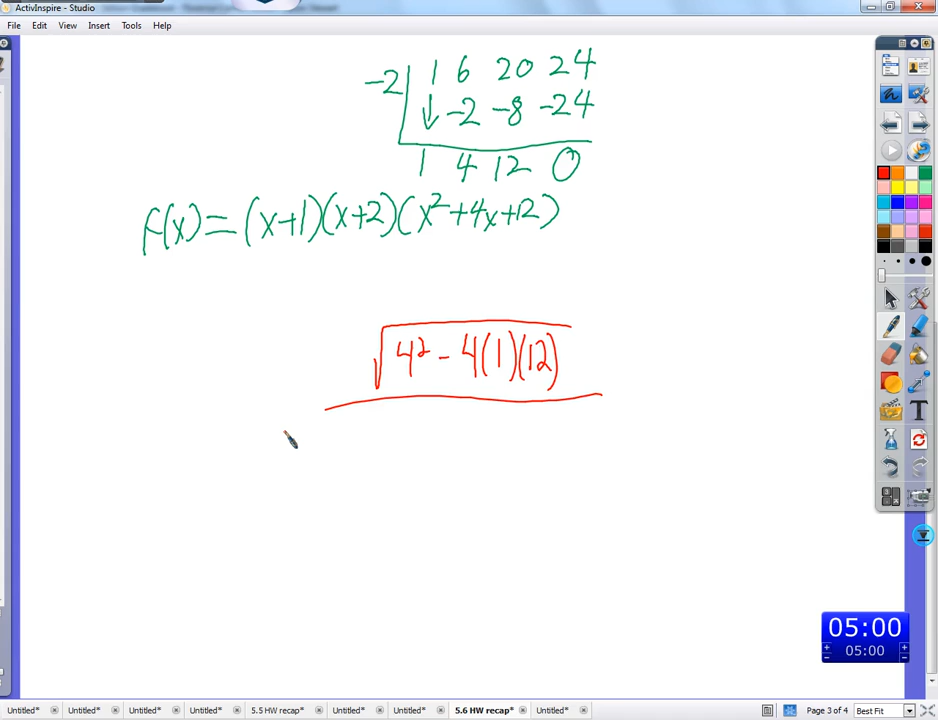 ActivInspire - Studio
File Edit View Insert Tools Help
-2 1 6 20 24
↓ -2 -8 -24
1 4 12 0
f(x) = (x+1)(x+2)(x²+4x+12)
√4² - 4(1)(12)
05:00
05:00
Untitled* Untitled* Untitled* Untitled* 5.5 HW recap* Untitled* Untitled* 5.6 HW recap* Untitled* Page 3 of 4 Best Fit